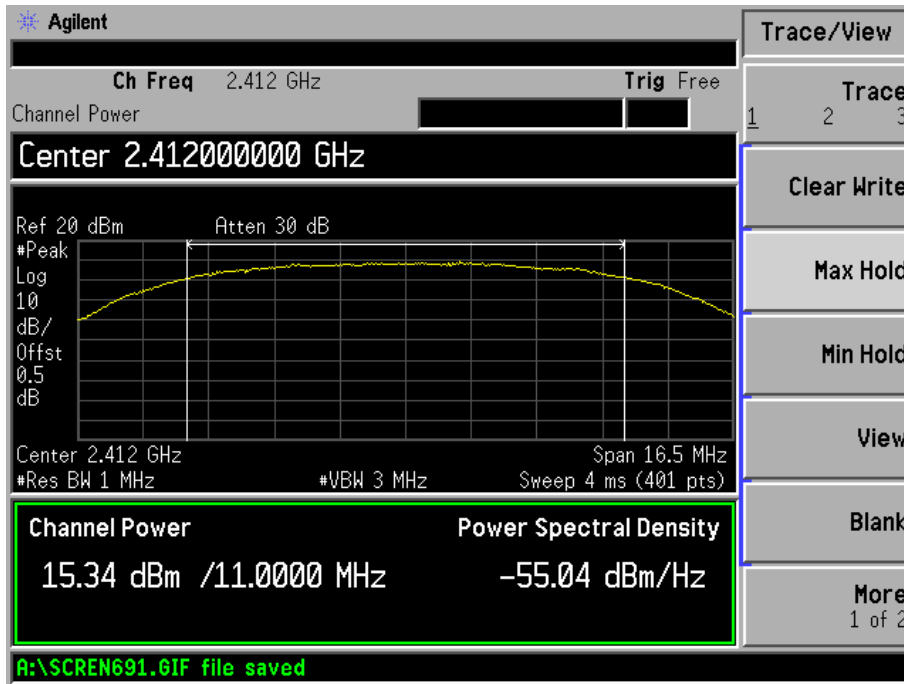 Agilent
Trace/View
Ch Freq 2.412 GHz Trig Free
Channel Power
Trace
1 2 3
Center 2.412000000 GHz
Clear Write
Ref 20 dBm Atten 30 dB
#Peak
Log
10
dB/
Offst
0.5
dB
Max Hold
Min Hold
View
Center 2.412 GHz Span 16.5 MHz
#Res BW 1 MHz #VBW 3 MHz Sweep 4 ms (401 pts)
Channel Power Power Spectral Density
15.34 dBm /11.0000 MHz -55.04 dBm/Hz
Blank
More
1 of 2
A:\SCREN691.GIF file saved